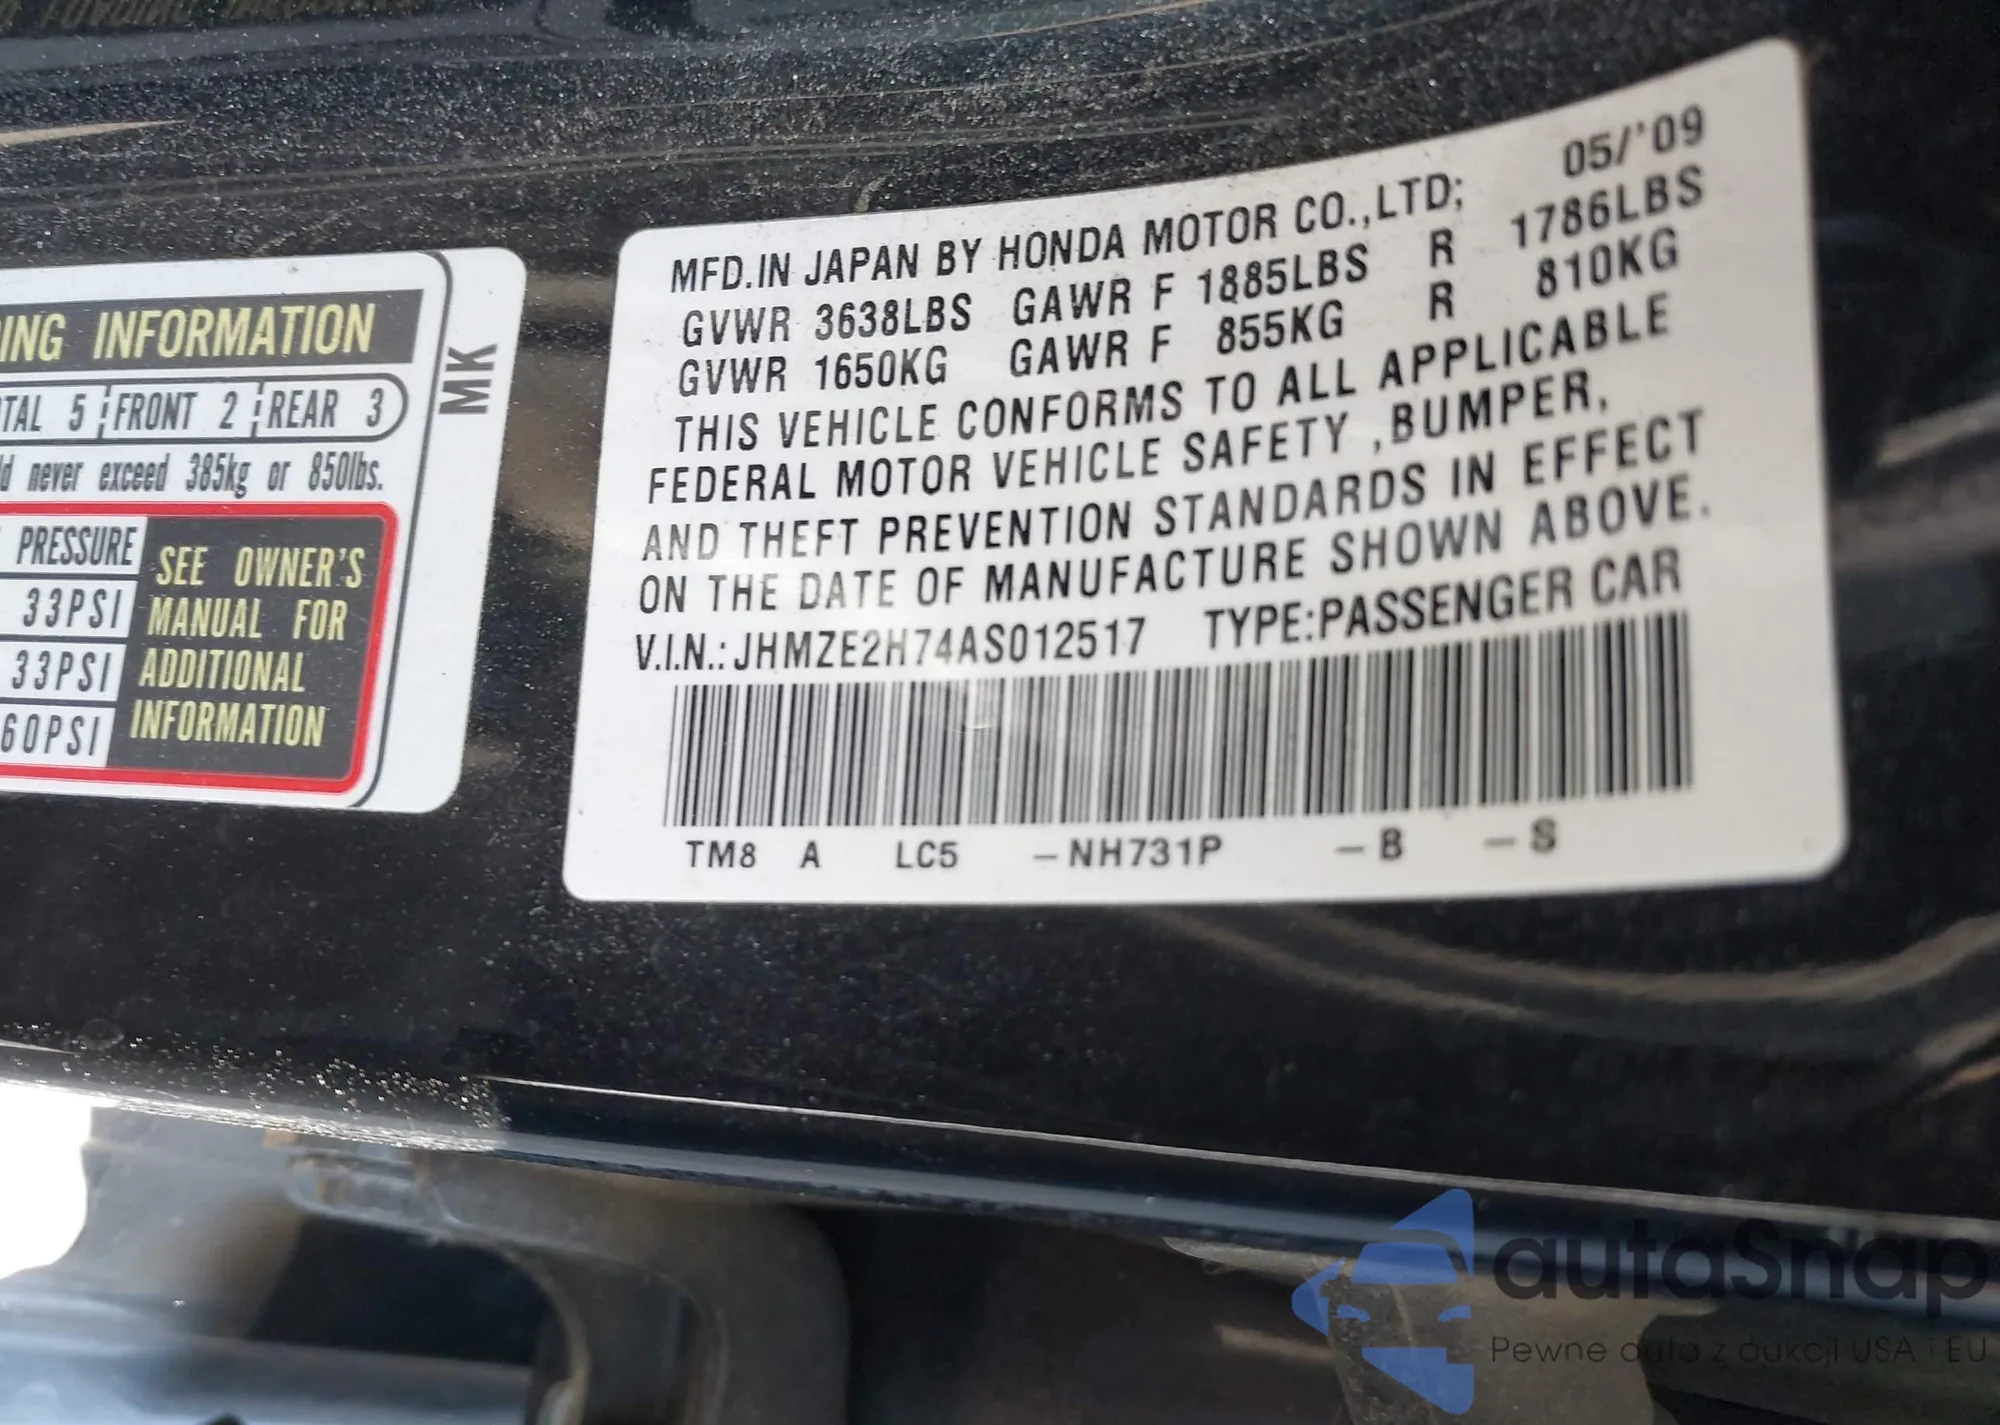 ING INFORMATION
TAL 5 FRONT 2 REAR 3
d never exceed 385kg or 850lbs.
PRESSURE
33PSI
33PSI
60PSI
SEE OWNER'S
MANUAL FOR
ADDITIONAL
INFORMATION
MK
MFD.IN JAPAN BY HONDA MOTOR CO.,LTD; 05/'09
GVWR 3638LBS GAWR F 1885LBS R 1786LBS
GVWR 1650KG GAWR F 855KG R 810KG
THIS VEHICLE CONFORMS TO ALL APPLICABLE
FEDERAL MOTOR VEHICLE SAFETY ,BUMPER,
AND THEFT PREVENTION STANDARDS IN EFFECT
ON THE DATE OF MANUFACTURE SHOWN ABOVE.
V.I.N.: JHMZE2H74AS012517 TYPE:PASSENGER CAR
TM8 A LC5 -NH731P -B -S
autaSnap
Pewne auta z aukcji USA i EU